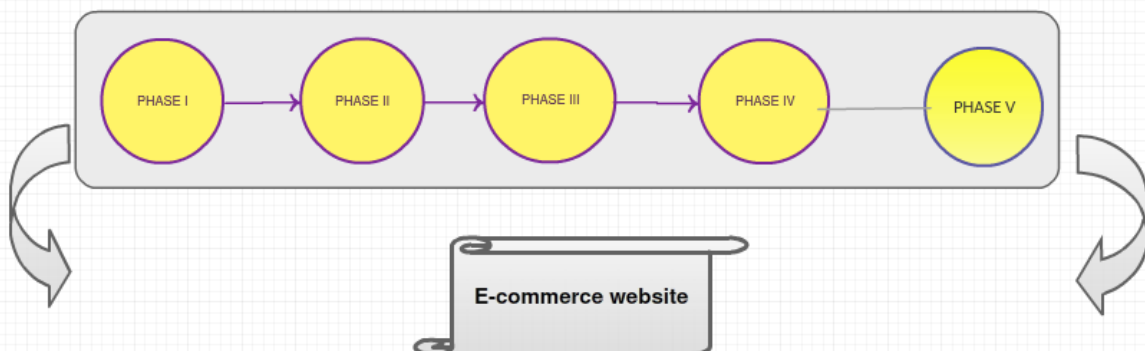 PHASE I
PHASE II
PHASE III
PHASE IV
PHASE V
E-commerce website